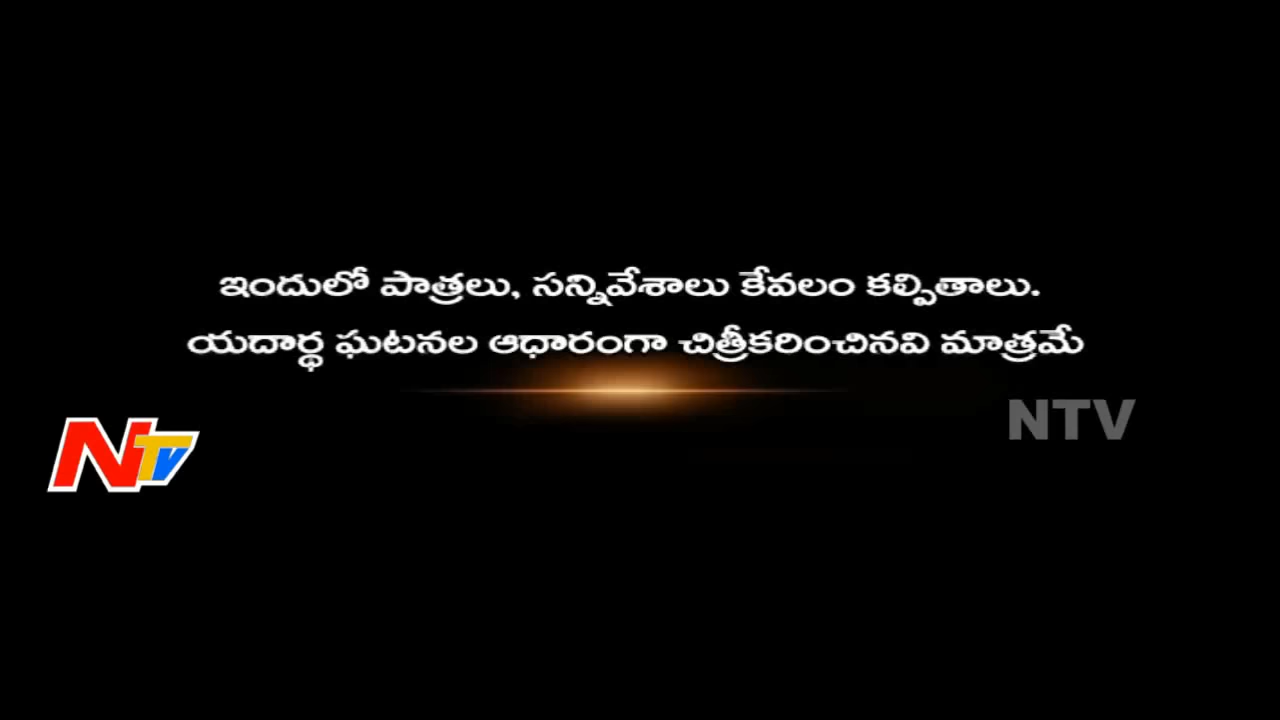 ఇందులో పాత్రలు, సన్నివేశాలు కేవలం కల్పితాలు.
యదార్థ ఘటనల ఆధారంగా చిత్రీకరించినవి మాత్రమే
NTV
NTV